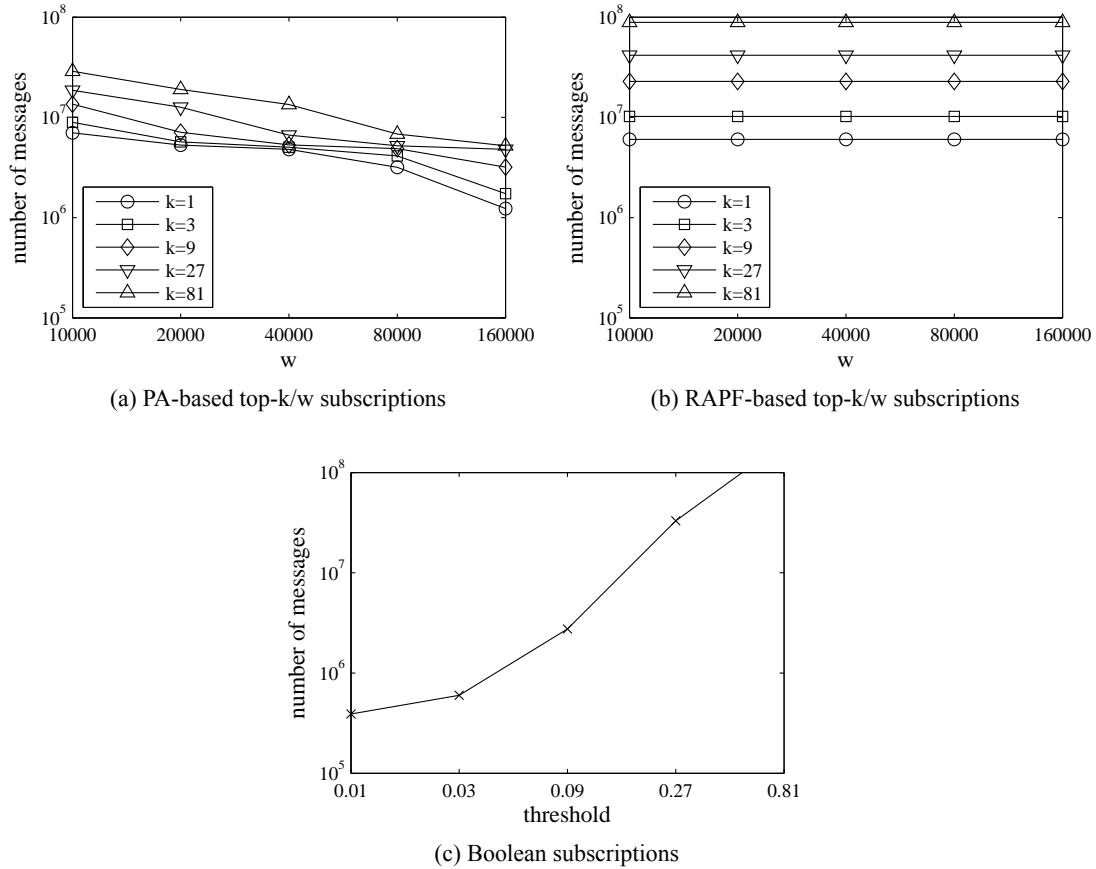 10^8
10^7
10^6
10^5
number of messages
k=1
k=3
k=9
k=27
k=81
10000 20000 40000 80000 160000
w
(a) PA-based top-k/w subscriptions
10^8
10^7
10^6
10^5
number of messages
k=1
k=3
k=9
k=27
k=81
10000 20000 40000 80000 160000
w
(b) RAPF-based top-k/w subscriptions
10^8
10^7
10^6
10^5
number of messages
0.01 0.03 0.09 0.27 0.81
threshold
(c) Boolean subscriptions